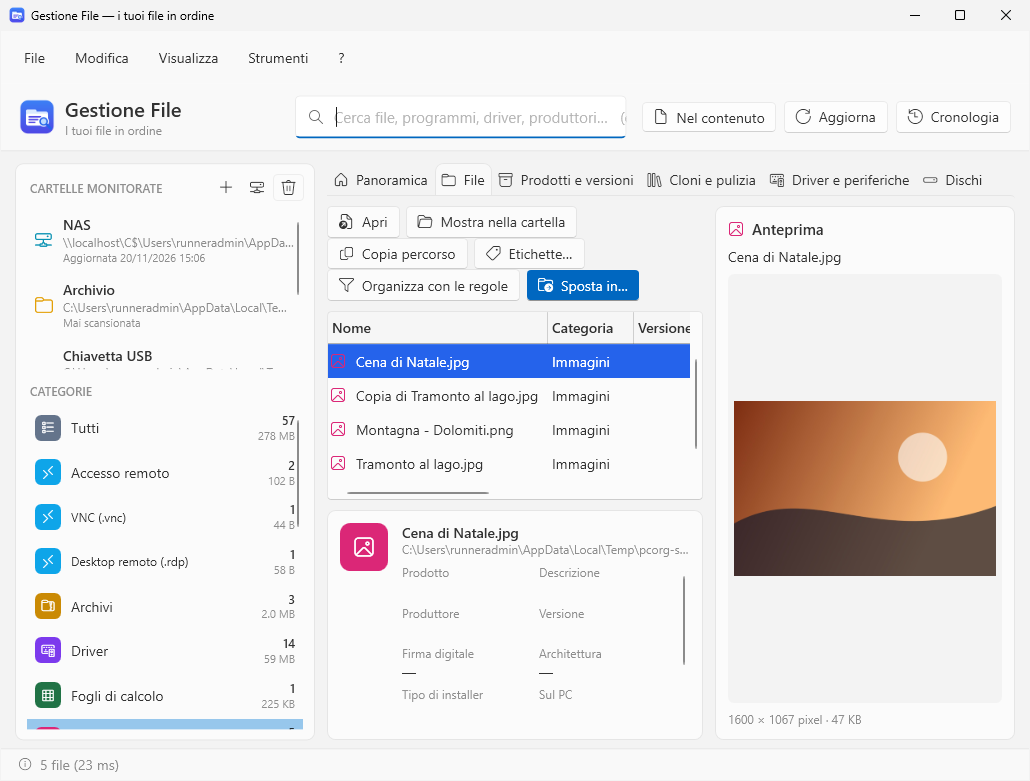 Gestione File — i tuoi file in ordine
File Modifica Visualizza Strumenti ?
Gestione File
I tuoi file in ordine
Cerca file, programmi, driver, produttori...
Nel contenuto
Aggiorna
Cronologia
CARTELLE MONITORATE
NAS
\\localhost\C$\Users\runneradmin\AppDa...
Aggiornata 20/11/2026 15:06
Archivio
C:\Users\runneradmin\AppData\Local\Te...
Mai scansionata
Chiavetta USB
CATEGORIE
Tutti 57
278 MB
Accesso remoto 2
102 B
VNC (.vnc) 1
44 B
Desktop remoto (.rdp) 1
58 B
Archivi 3
2.0 MB
Driver 14
59 MB
Fogli di calcolo 1
225 KB
Panoramica File Prodotti e versioni Cloni e pulizia Driver e periferiche Dischi
Apri Mostra nella cartella
Copia percorso Etichette...
Organizza con le regole Sposta in...
Nome Categoria Versione
Cena di Natale.jpg Immagini
Copia di Tramonto al lago.jpg Immagini
Montagna - Dolomiti.png Immagini
Tramonto al lago.jpg Immagini
Cena di Natale.jpg
C:\Users\runneradmin\AppData\Local\Temp\pcorg-s...
Prodotto Descrizione
Produttore Versione
Firma digitale Architettura
— —
Tipo di installer Sul PC
Anteprima
Cena di Natale.jpg
1600 × 1067 pixel · 47 KB
5 file (23 ms)